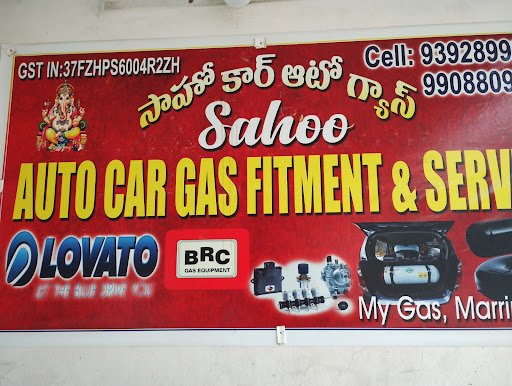 GST IN:37FZHPS6004R2ZH
Cell: 9392899
9908809
సాహో కార్ ఆటో గ్యాస్
Sahoo
AUTO CAR GAS FITMENT & SERV
LOVATO
LET THE BLUE DRIVE YOU
BRC
GAS EQUIPMENT
My Gas, Marri